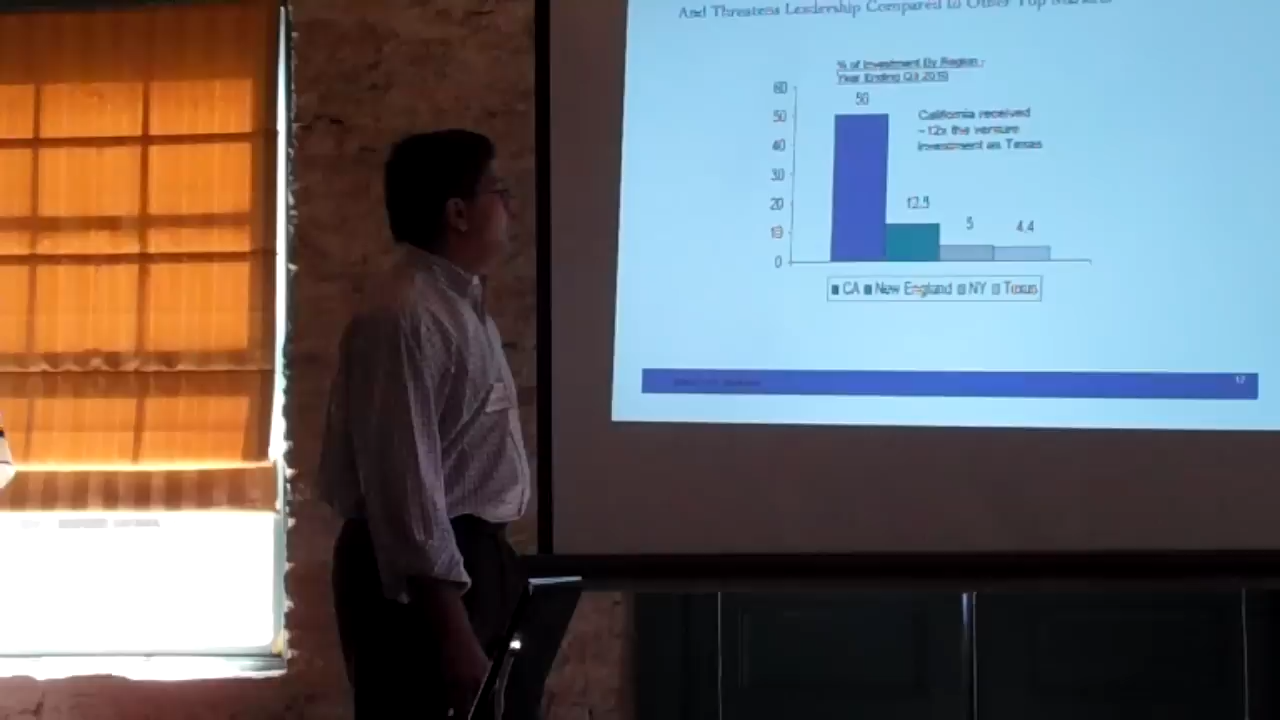 And Threatens Leadership Compared to Other Top Markets
% of Investment By Region -
Year Ending Q3 2010
60
50
40
30
20
10
0
50
12.5
5
4.4
California received
~12x the venture
investment as Texas
CA New England NY Texas
17